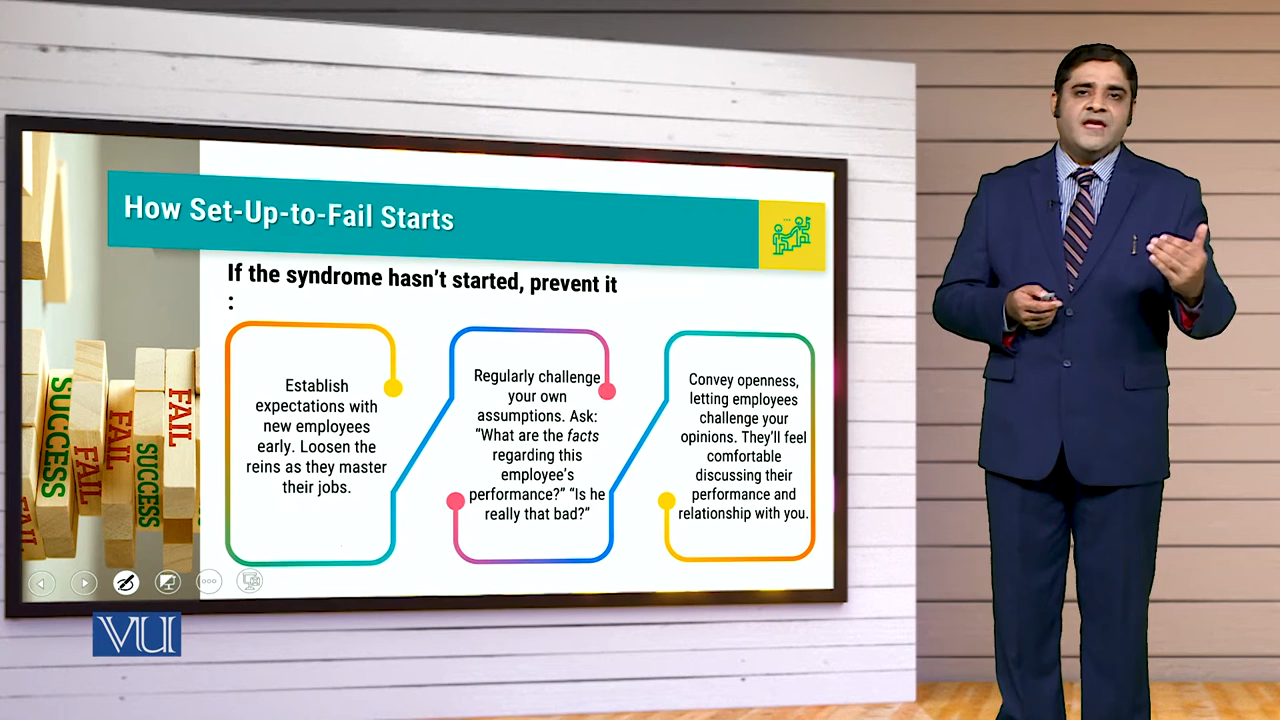 How Set-Up-to-Fail Starts
If the syndrome hasn't started, prevent it
:
Establish
expectations with
new employees
early. Loosen the
reins as they master
their jobs.
Regularly challenge
your own
assumptions. Ask:
“What are the facts
regarding this
employee's
performance?” “Is he
really that bad?”
Convey openness,
letting employees
challenge your
opinions. They'll feel
comfortable
discussing their
performance and
relationship with you.
SUCCESS
FAIL
FAIL
SUCCESS
FAIL
FAIL
VU